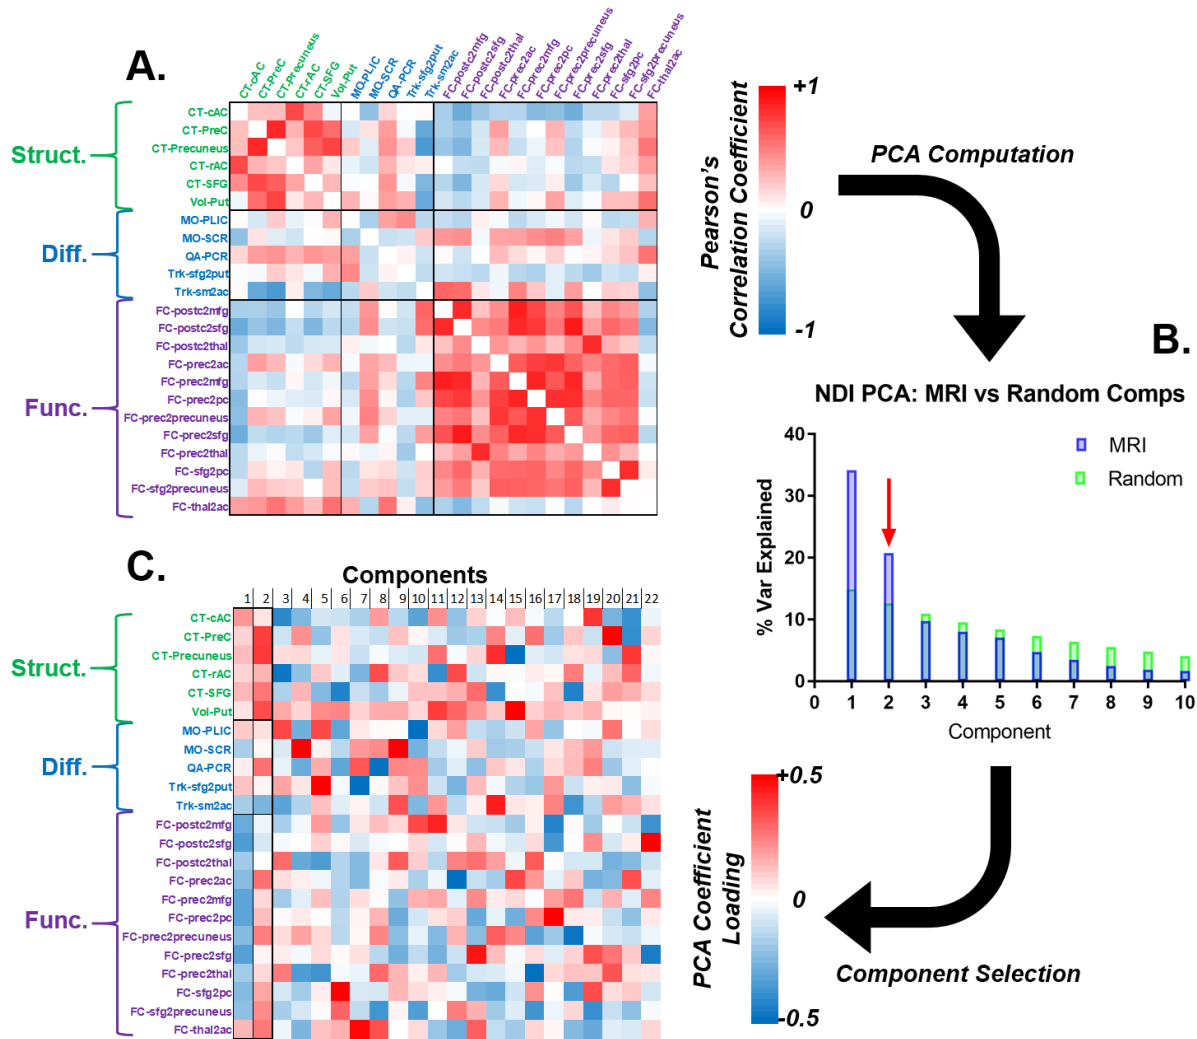 A.
CT-cAC
CT-PreC
CT-Precuneus
CT-rAC
CT-SFG
Vol-Put
MO-PLIC
MO-SCR
QA-PCR
Trk-sfg2put
Trk-sm2ac
FC-postc2mfg
FC-postc2sfg
FC-postc2thal
FC-prec2ac
FC-prec2mfg
FC-prec2pc
FC-prec2precuneus
FC-prec2sfg
FC-prec2thal
FC-sfg2pc
FC-sfg2precuneus
FC-thal2ac
Struct.
CT-cAC
CT-PreC
CT-Precuneus
CT-rAC
CT-SFG
Vol-Put
Diff.
MO-PLIC
MO-SCR
QA-PCR
Trk-sfg2put
Trk-sm2ac
Func.
FC-postc2mfg
FC-postc2sfg
FC-postc2thal
FC-prec2ac
FC-prec2mfg
FC-prec2pc
FC-prec2precuneus
FC-prec2sfg
FC-prec2thal
FC-sfg2pc
FC-sfg2precuneus
FC-thal2ac
Pearson's
Correlation Coefficient
+1
0
-1
PCA Computation
B.
NDI PCA: MRI vs Random Comps
MRI
Random
% Var Explained
40
30
20
10
0
0 1 2 3 4 5 6 7 8 9 10
Component
C.
Components
1 2 3 4 5 6 7 8 9 10 11 12 13 14 15 16 17 18 19 20 21 22
Struct.
CT-cAC
CT-PreC
CT-Precuneus
CT-rAC
CT-SFG
Vol-Put
Diff.
MO-PLIC
MO-SCR
QA-PCR
Trk-sfg2put
Trk-sm2ac
Func.
FC-postc2mfg
FC-postc2sfg
FC-postc2thal
FC-prec2ac
FC-prec2mfg
FC-prec2pc
FC-prec2precuneus
FC-prec2sfg
FC-prec2thal
FC-sfg2pc
FC-sfg2precuneus
FC-thal2ac
PCA Coefficient
Loading
+0.5
0
-0.5
Component Selection